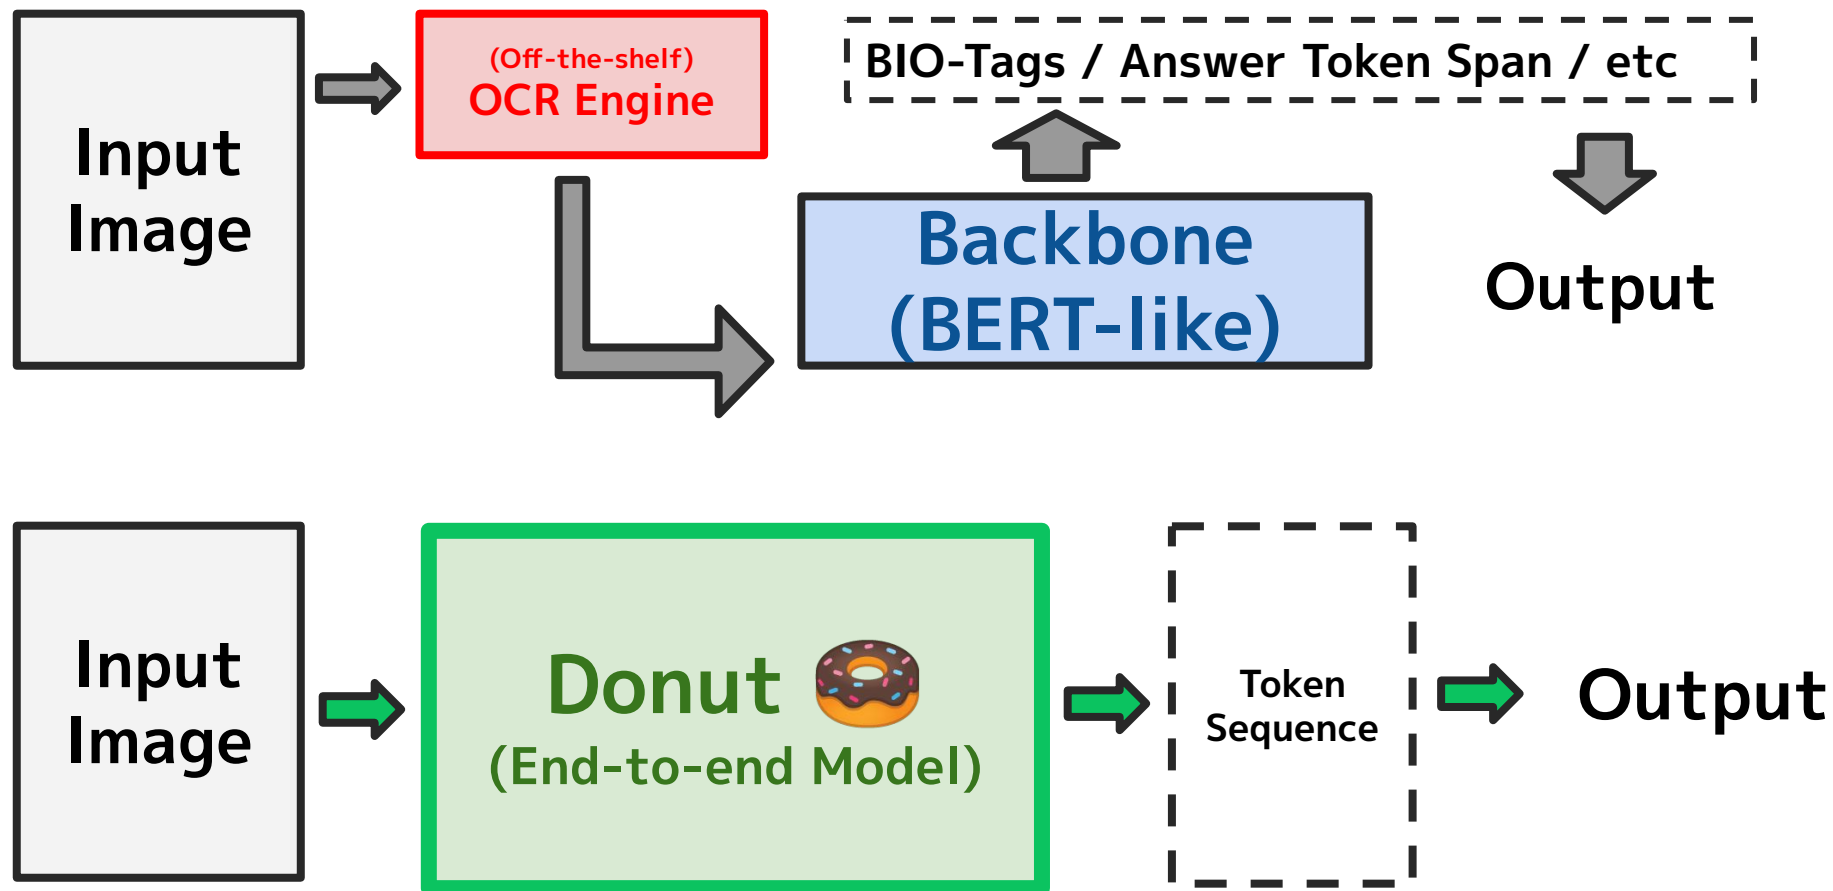 Input
Image
(Off-the-shelf)
OCR Engine
BIO-Tags / Answer Token Span / etc
Backbone
(BERT-like)
Output
Input
Image
Donut
(End-to-end Model)
Token
Sequence
Output